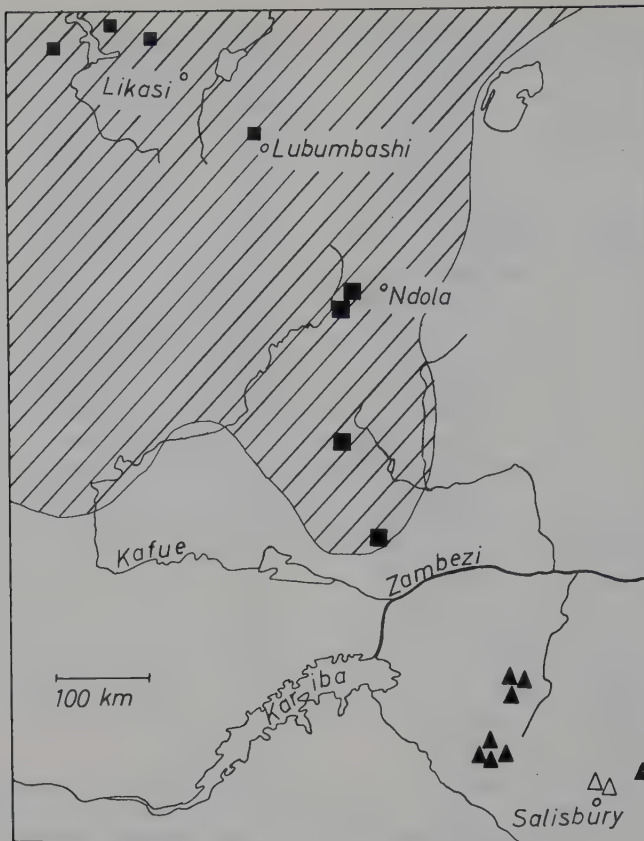 Likasi
Lubumbashi
Ndola
Kafue
Zambezi
Kariba
100 km
Salisbury